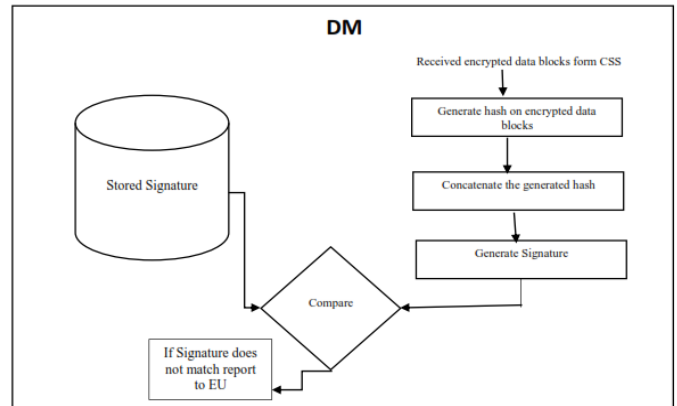 DM
Received encrypted data blocks form CSS
Generate hash on encrypted data
blocks
Stored Signature
Concatenate the generated hash
Generate Signature
Compare
If Signature does
not match report
to EU